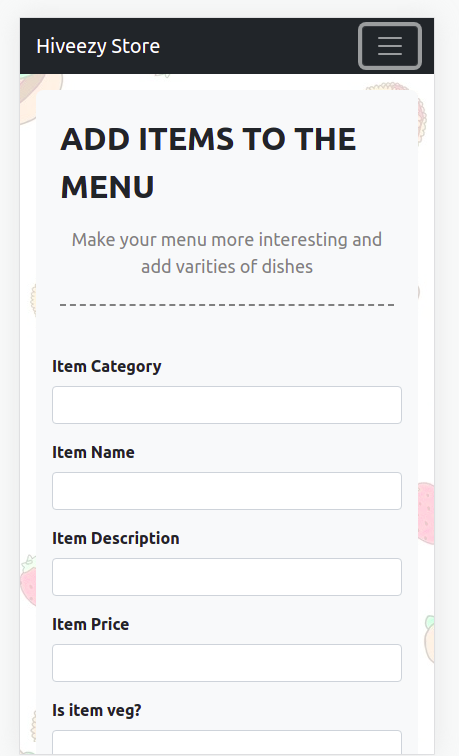 Hiveezy Store
ADD ITEMS TO THE
MENU
Make your menu more interesting and
add varities of dishes
Item Category
Item Name
Item Description
Item Price
Is item veg?